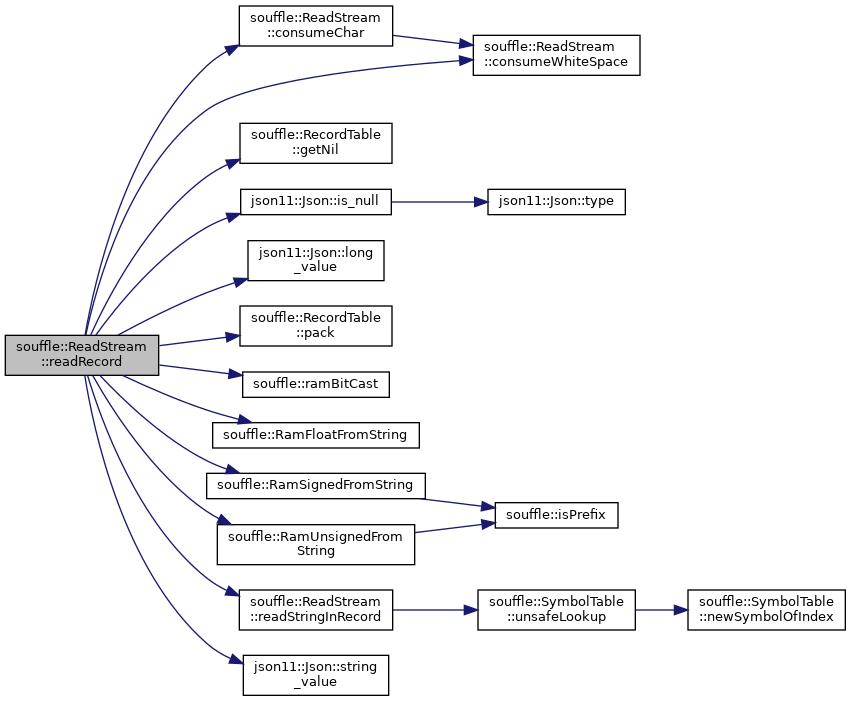 souffle::ReadStream
::consumeChar
souffle::ReadStream
::consumeWhiteSpace
souffle::RecordTable
::getNil
json11::Json::is_null
json11::Json::type
json11::Json::long
_value
souffle::RecordTable
::pack
souffle::ReadStream
::readRecord
souffle::ramBitCast
souffle::RamFloatFromString
souffle::RamSignedFromString
souffle::isPrefix
souffle::RamUnsignedFrom
String
souffle::ReadStream
::readStringInRecord
souffle::SymbolTable
::unsafeLookup
souffle::SymbolTable
::newSymbolOfIndex
json11::Json::string
_value